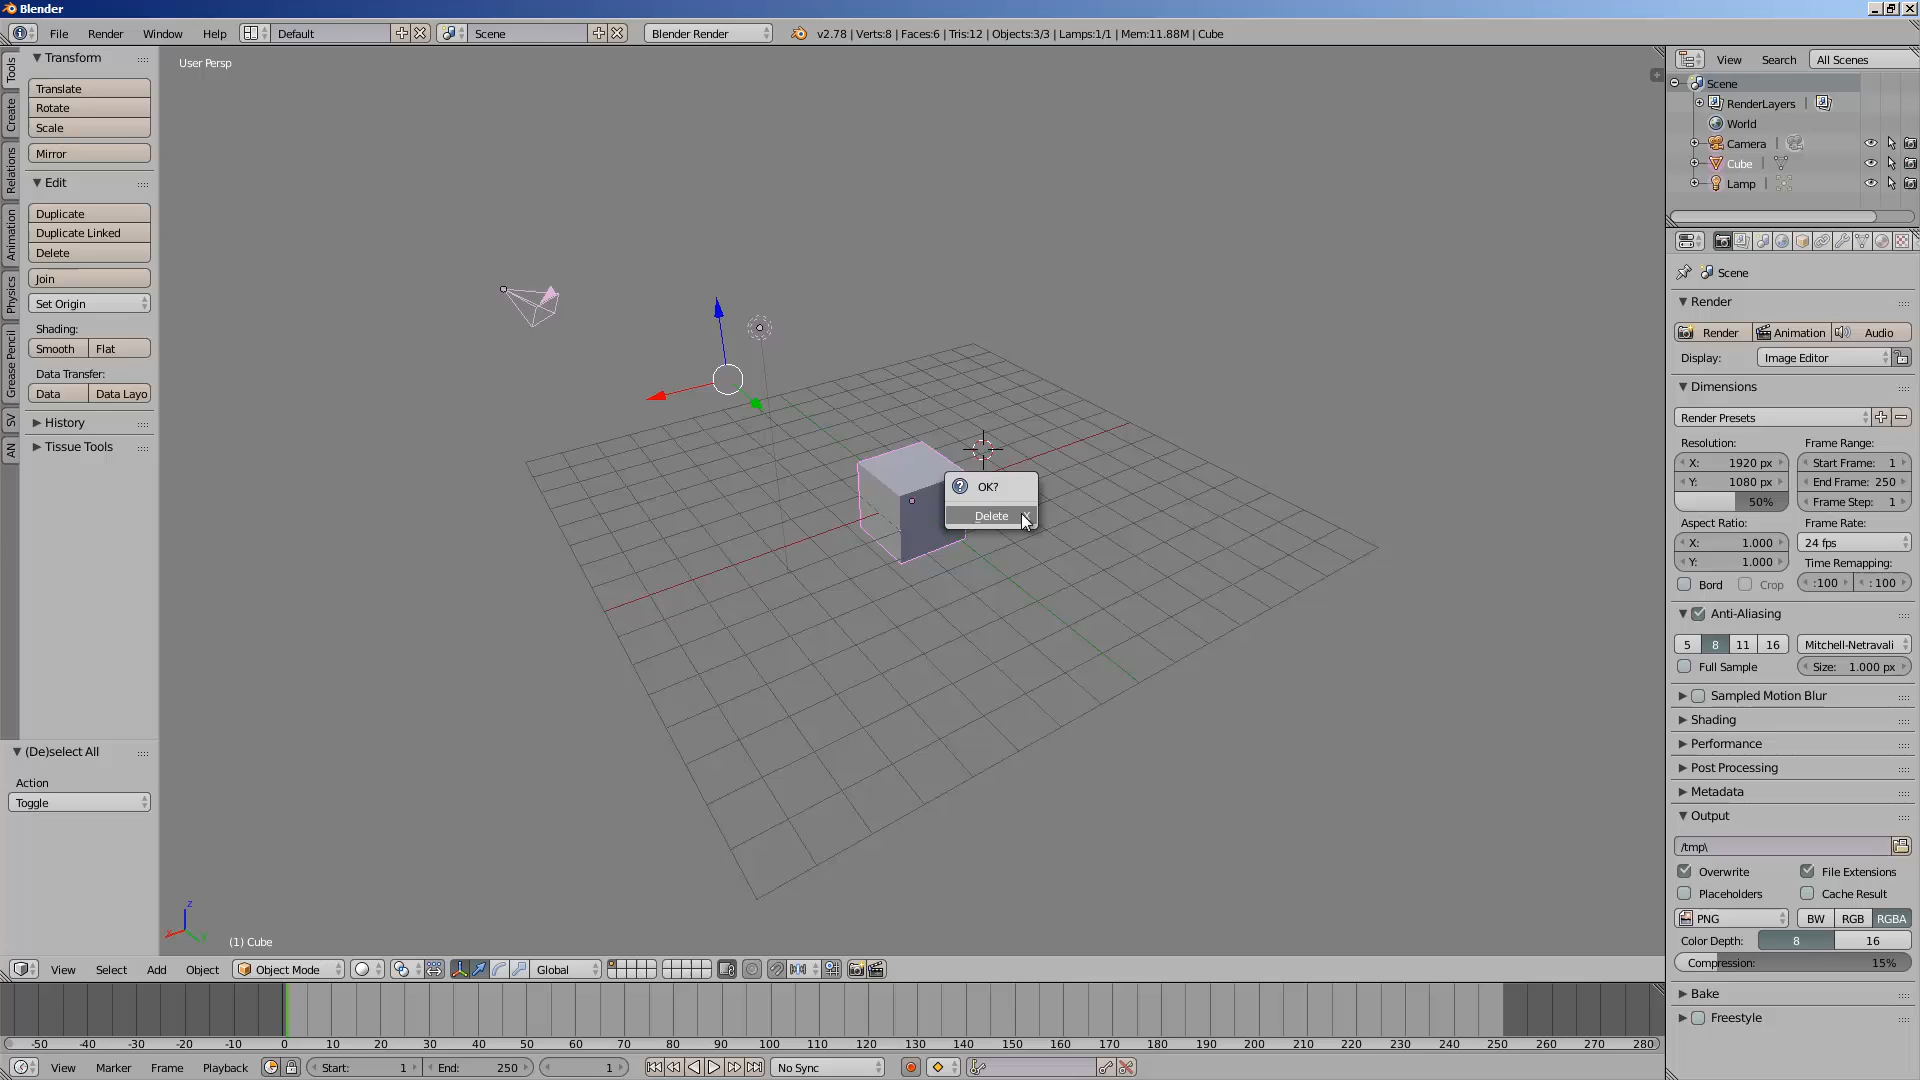 Blender
File Render Window Help Default Scene Blender Render v2.78 | Verts:8 | Faces:6 | Tris:12 | Objects:3/3 | Lamps:1/1 | Mem:11.88M | Cube
Tools
Create
Relations
Animation
Physics
Grease Pencil
SV
AN
Transform
Translate
Rotate
Scale
Mirror
Edit
Duplicate
Duplicate Linked
Delete
Join
Set Origin
Shading:
Smooth Flat
Data Transfer:
Data Data Layo
History
Tissue Tools
(De)select All
Action
Toggle
User Persp
OK?
Delete X
z
x
y
(1) Cube
View Select Add Object Object Mode Global
-50 -40 -30 -20 -10 0 10 20 30 40 50 60 70 80 90 100 110 120 130 140 150 160 170 180 190 200 210 220 230 240 250 260 270 280
View Marker Frame Playback Start: 1 End: 250 1 No Sync
View Search All Scenes
Scene
RenderLayers |
World
Camera |
Cube |
Lamp |
Scene
Render
Render Animation Audio
Display: Image Editor
Dimensions
Render Presets
Resolution: Frame Range:
X: 1920 px Start Frame: 1
Y: 1080 px End Frame: 250
50% Frame Step: 1
Aspect Ratio: Frame Rate:
X: 1.000 24 fps
Y: 1.000 Time Remapping:
Bord Crop :100 : 100
Anti-Aliasing
5 8 11 16 Mitchell-Netravali
Full Sample Size: 1.000 px
Sampled Motion Blur
Shading
Performance
Post Processing
Metadata
Output
/tmp\
Overwrite File Extensions
Placeholders Cache Result
PNG BW RGB RGBA
Color Depth: 8 16
Compression: 15%
Bake
Freestyle